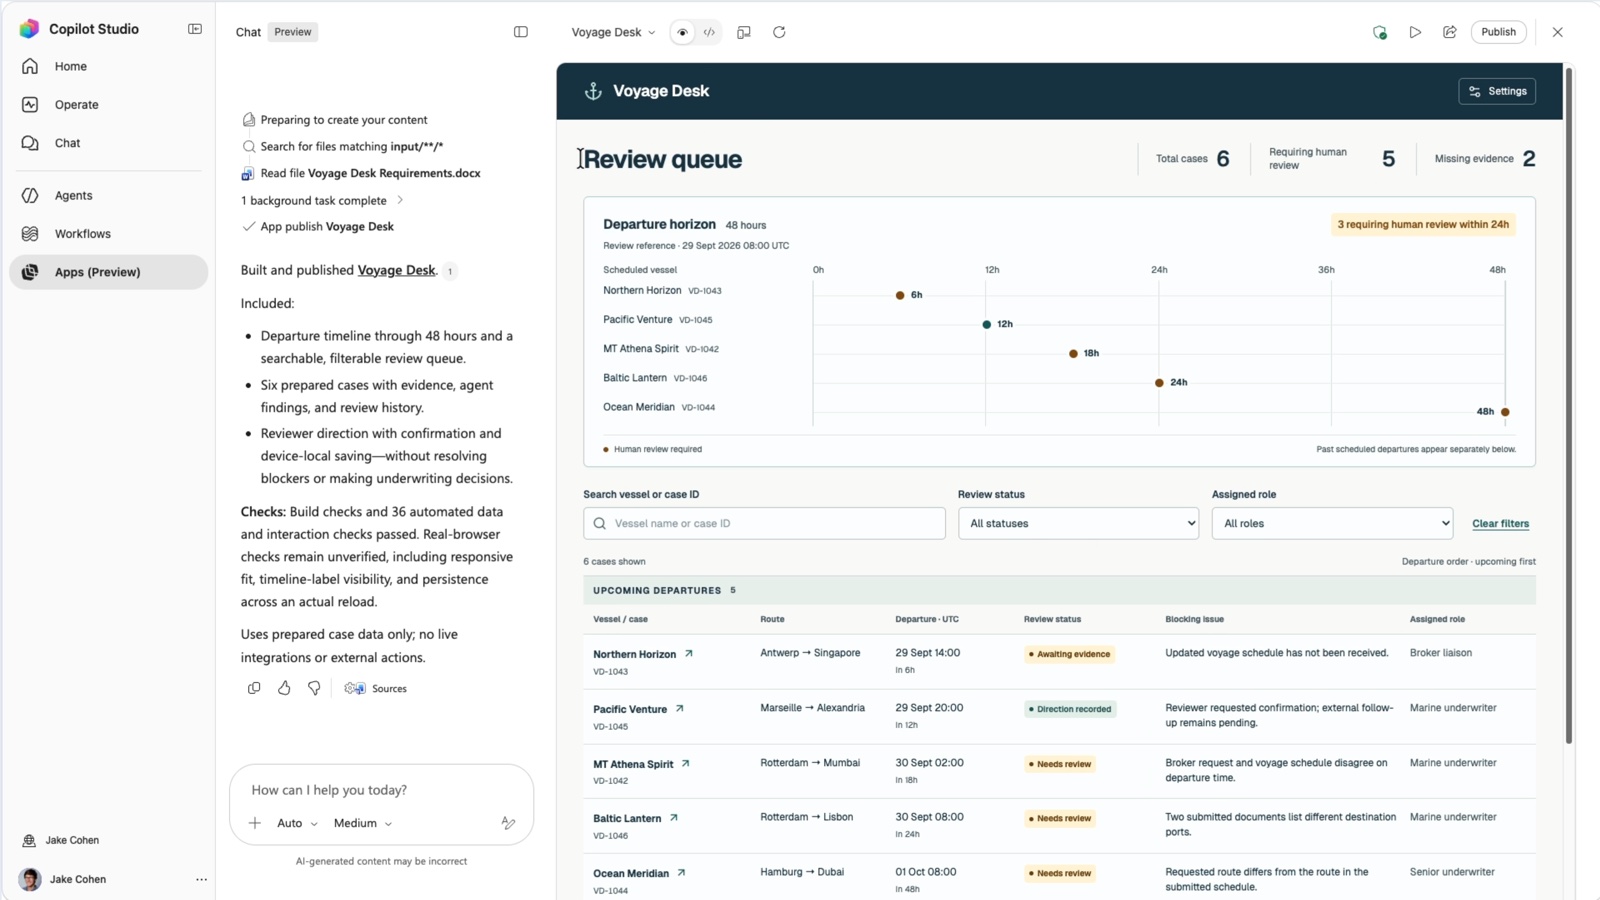 Copilot Studio
Home
Operate
Chat
Agents
Workflows
Apps (Preview)
Jake Cohen
Jake Cohen
Chat Preview
Preparing to create your content
Search for files matching input/**/*
Read file Voyage Desk Requirements.docx
1 background task complete
App publish Voyage Desk
Built and published Voyage Desk. 1
Included:
• Departure timeline through 48 hours and a
searchable, filterable review queue.
• Six prepared cases with evidence, agent
findings, and review history.
• Reviewer direction with confirmation and
device-local saving—without resolving
blockers or making underwriting decisions.
Checks: Build checks and 36 automated data
and interaction checks passed. Real-browser
checks remain unverified, including responsive
fit, timeline-label visibility, and persistence
across an actual reload.
Uses prepared case data only; no live
integrations or external actions.
Sources
How can I help you today?
Auto Medium
AI-generated content may be incorrect
Voyage Desk
Publish
Voyage Desk
Settings
Review queue
Total cases 6
Requiring human
review 5
Missing evidence 2
Departure horizon 48 hours
3 requiring human review within 24h
Review reference · 29 Sept 2026 08:00 UTC
Scheduled vessel 0h 12h 24h 36h 48h
Northern Horizon VD-1043 6h
Pacific Venture VD-1045 12h
MT Athena Spirit VD-1042 18h
Baltic Lantern VD-1046 24h
Ocean Meridian VD-1044 48h
Human review required
Past scheduled departures appear separately below.
Search vessel or case ID
Vessel name or case ID
Review status
All statuses
Assigned role
All roles
Clear filters
6 cases shown
Departure order · upcoming first
UPCOMING DEPARTURES 5
Vessel / case Route Departure · UTC Review status Blocking issue Assigned role
Northern Horizon Antwerp → Singapore 29 Sept 14:00 Awaiting evidence Updated voyage schedule has not been received. Broker liaison
VD-1043 In 6h
Pacific Venture Marseille → Alexandria 29 Sept 20:00 Direction recorded Reviewer requested confirmation; external follow- Marine underwriter
VD-1045 In 12h up remains pending.
MT Athena Spirit Rotterdam → Mumbai 30 Sept 02:00 Needs review Broker request and voyage schedule disagree on Marine underwriter
VD-1042 In 18h departure time.
Baltic Lantern Rotterdam → Lisbon 30 Sept 08:00 Needs review Two submitted documents list different destination Marine underwriter
VD-1046 In 24h ports.
Ocean Meridian Hamburg → Dubai 01 Oct 08:00 Needs review Requested route differs from the route in the Senior underwriter
VD-1044 In 48h submitted schedule.